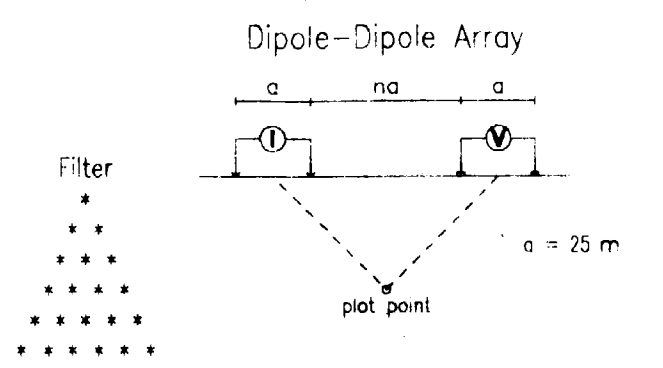 Dipole-Dipole Array
a na a
I V
Filter
*
* *
* * *
* * * *
* * * * *
* * * * * *
a = 25 m
plot point